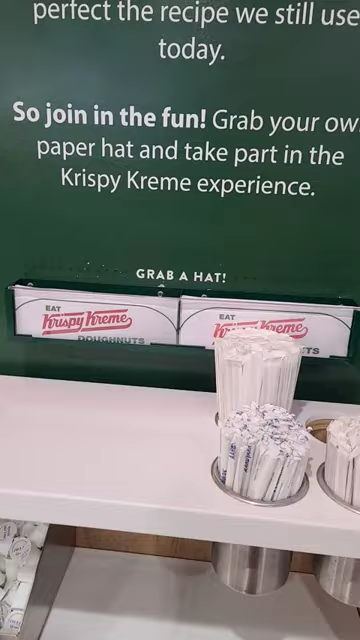 perfect the recipe we still use
today.
So join in the fun! Grab your own
paper hat and take part in the
Krispy Kreme experience.
GRAB A HAT!
EAT
Krispy Kreme
DOUGHNUTS
EAT
Krispy Kreme